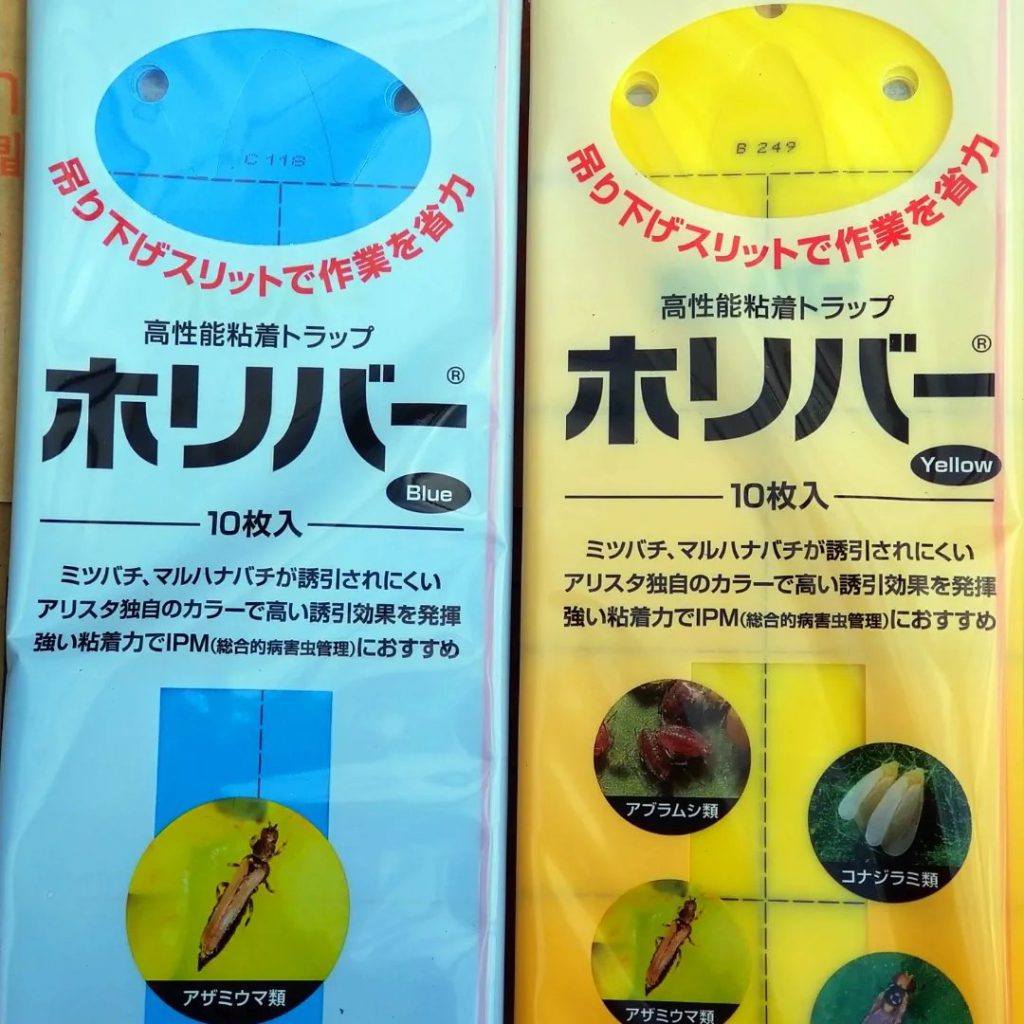 C 118
吊り下げスリットで作業を省力
高性能粘着トラップ
ホリバー®
Blue
10枚入
ミツバチ、マルハナバチが誘引されにくい
アリスタ独自のカラーで高い誘引効果を発揮
強い粘着力でIPM(総合的病害虫管理)におすすめ
アザミウマ類
B 249
吊り下げスリットで作業を省力
高性能粘着トラップ
ホリバー®
Yellow
10枚入
ミツバチ、マルハナバチが誘引されにくい
アリスタ独自のカラーで高い誘引効果を発揮
強い粘着力でIPM(総合的病害虫管理)におすすめ
アブラムシ類
コナジラミ類
アザミウマ類